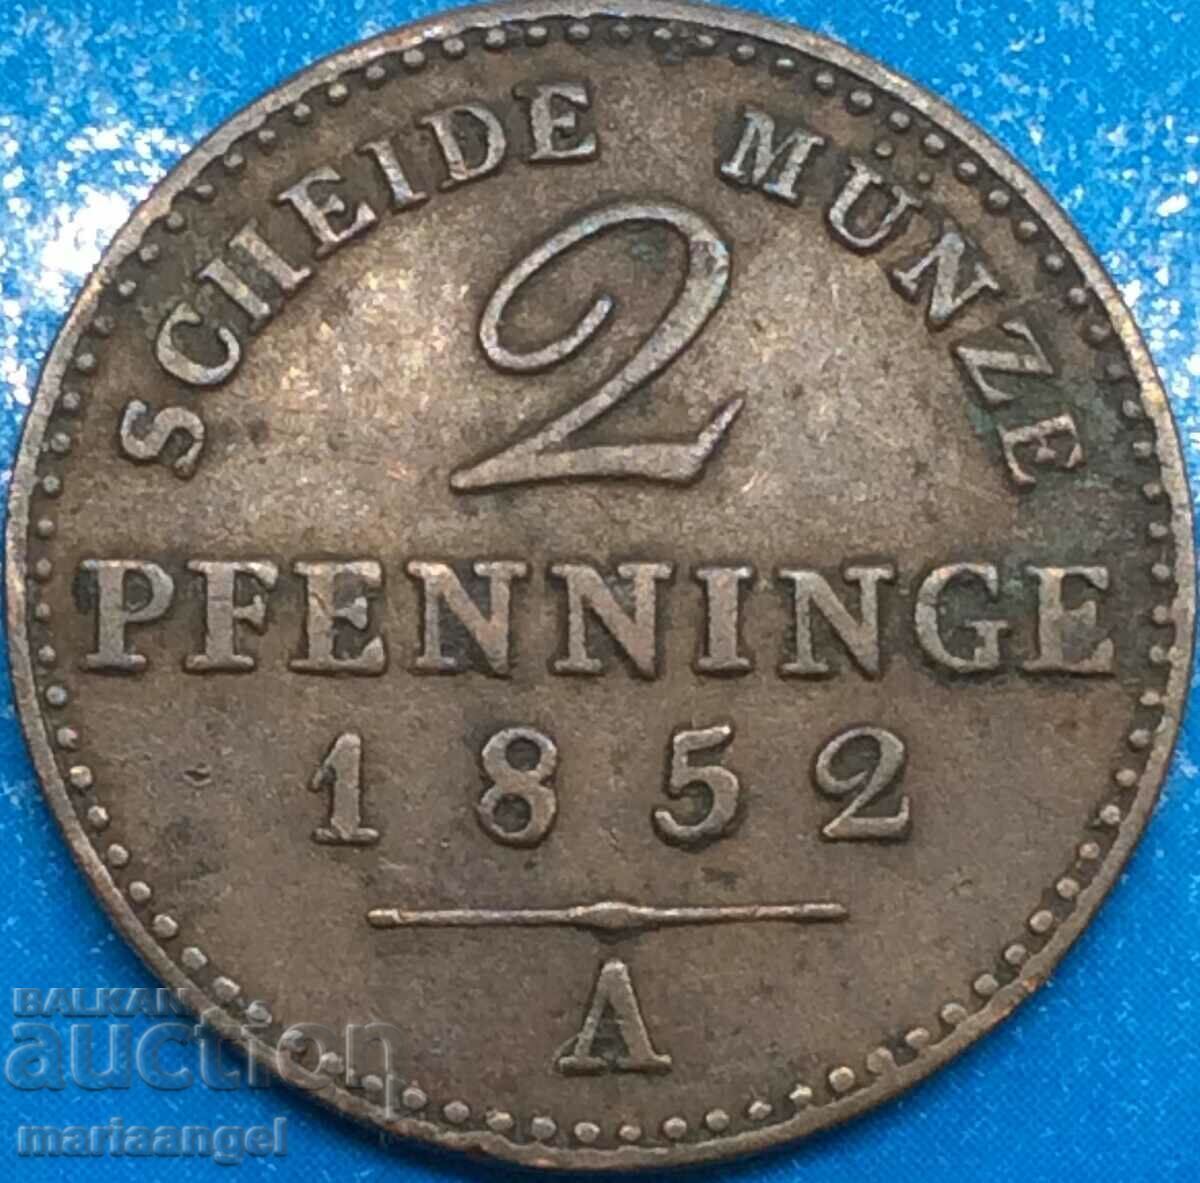 SCHEIDE MÜNZE
2
PFENNINGE
1852
A
BALKAN
auction
mariaangel